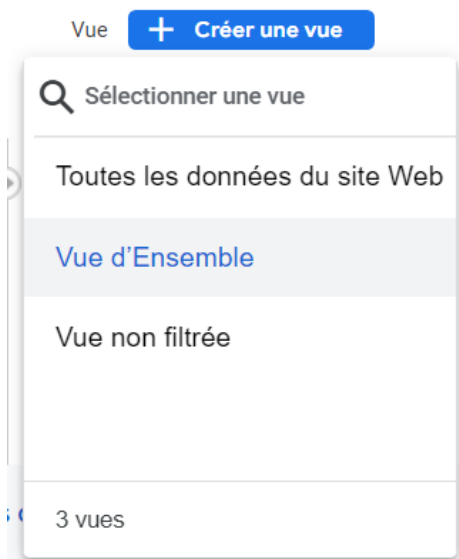 Vue + Créer une vue
Sélectionner une vue
Toutes les données du site Web
Vue d’Ensemble
Vue non filtrée
3 vues